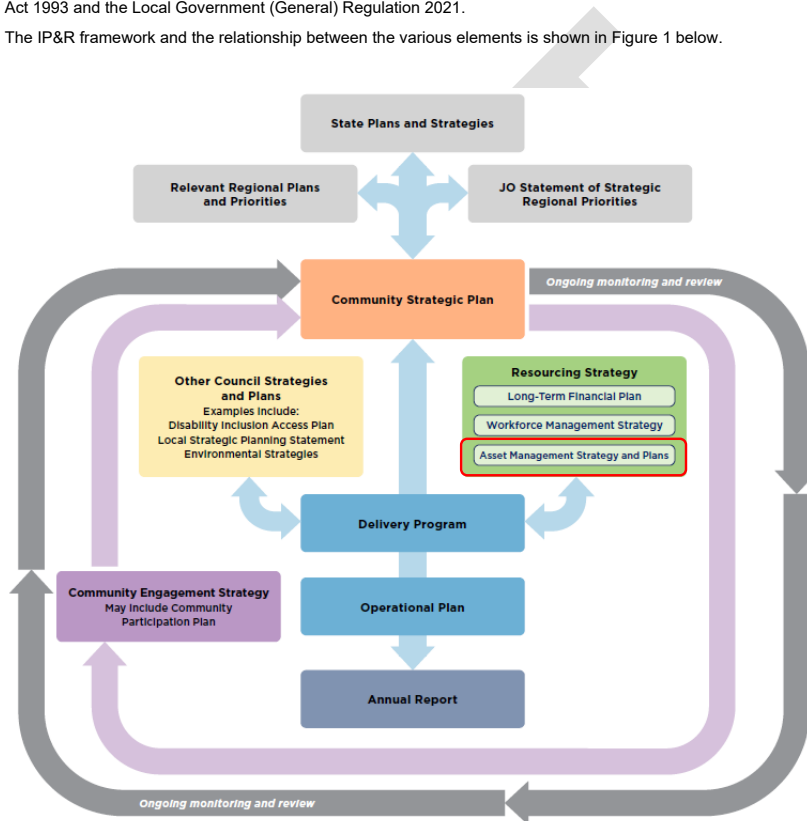 Act 1993 and the Local Government (General) Regulation 2021.
The IP&R framework and the relationship between the various elements is shown in Figure 1 below.
State Plans and Strategies
Relevant Regional Plans
and Priorities
JO Statement of Strategic
Regional Priorities
Community Strategic Plan
Ongoing monitoring and review
Other Council Strategies
and Plans
Examples include:
Disability Inclusion Access Plan
Local Strategic Planning Statement
Environmental Strategies
Resourcing Strategy
Long-Term Financial Plan
Workforce Management Strategy
Asset Management Strategy and Plans
Delivery Program
Community Engagement Strategy
May Include Community
Participation Plan
Operational Plan
Annual Report
Ongoing monitoring and review